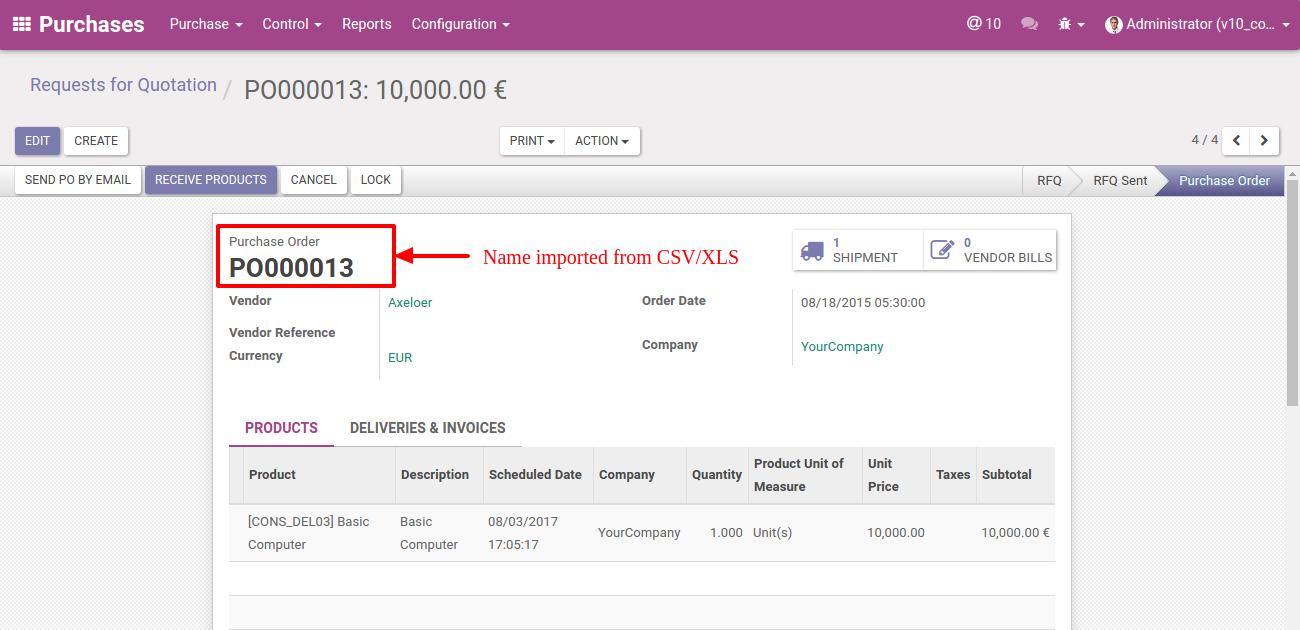 Purchases Purchase Control Reports Configuration @ 10 Administrator (v10_co...
Requests for Quotation / PO000013: 10,000.00 €
EDIT CREATE PRINT ACTION 4 / 4
SEND PO BY EMAIL RECEIVE PRODUCTS CANCEL LOCK RFQ RFQ Sent Purchase Order
Purchase Order
PO000013
Name imported from CSV/XLS
1
SHIPMENT
0
VENDOR BILLS
Vendor Axeloer Order Date 08/18/2015 05:30:00
Vendor Reference
Company YourCompany
Currency EUR
PRODUCTS DELIVERIES & INVOICES
Product Description Scheduled Date Company Quantity Product Unit of Measure Unit Price Taxes Subtotal
[CONS_DEL03] Basic Computer Basic Computer 08/03/2017 17:05:17 YourCompany 1.000 Unit(s) 10,000.00 10,000.00 €